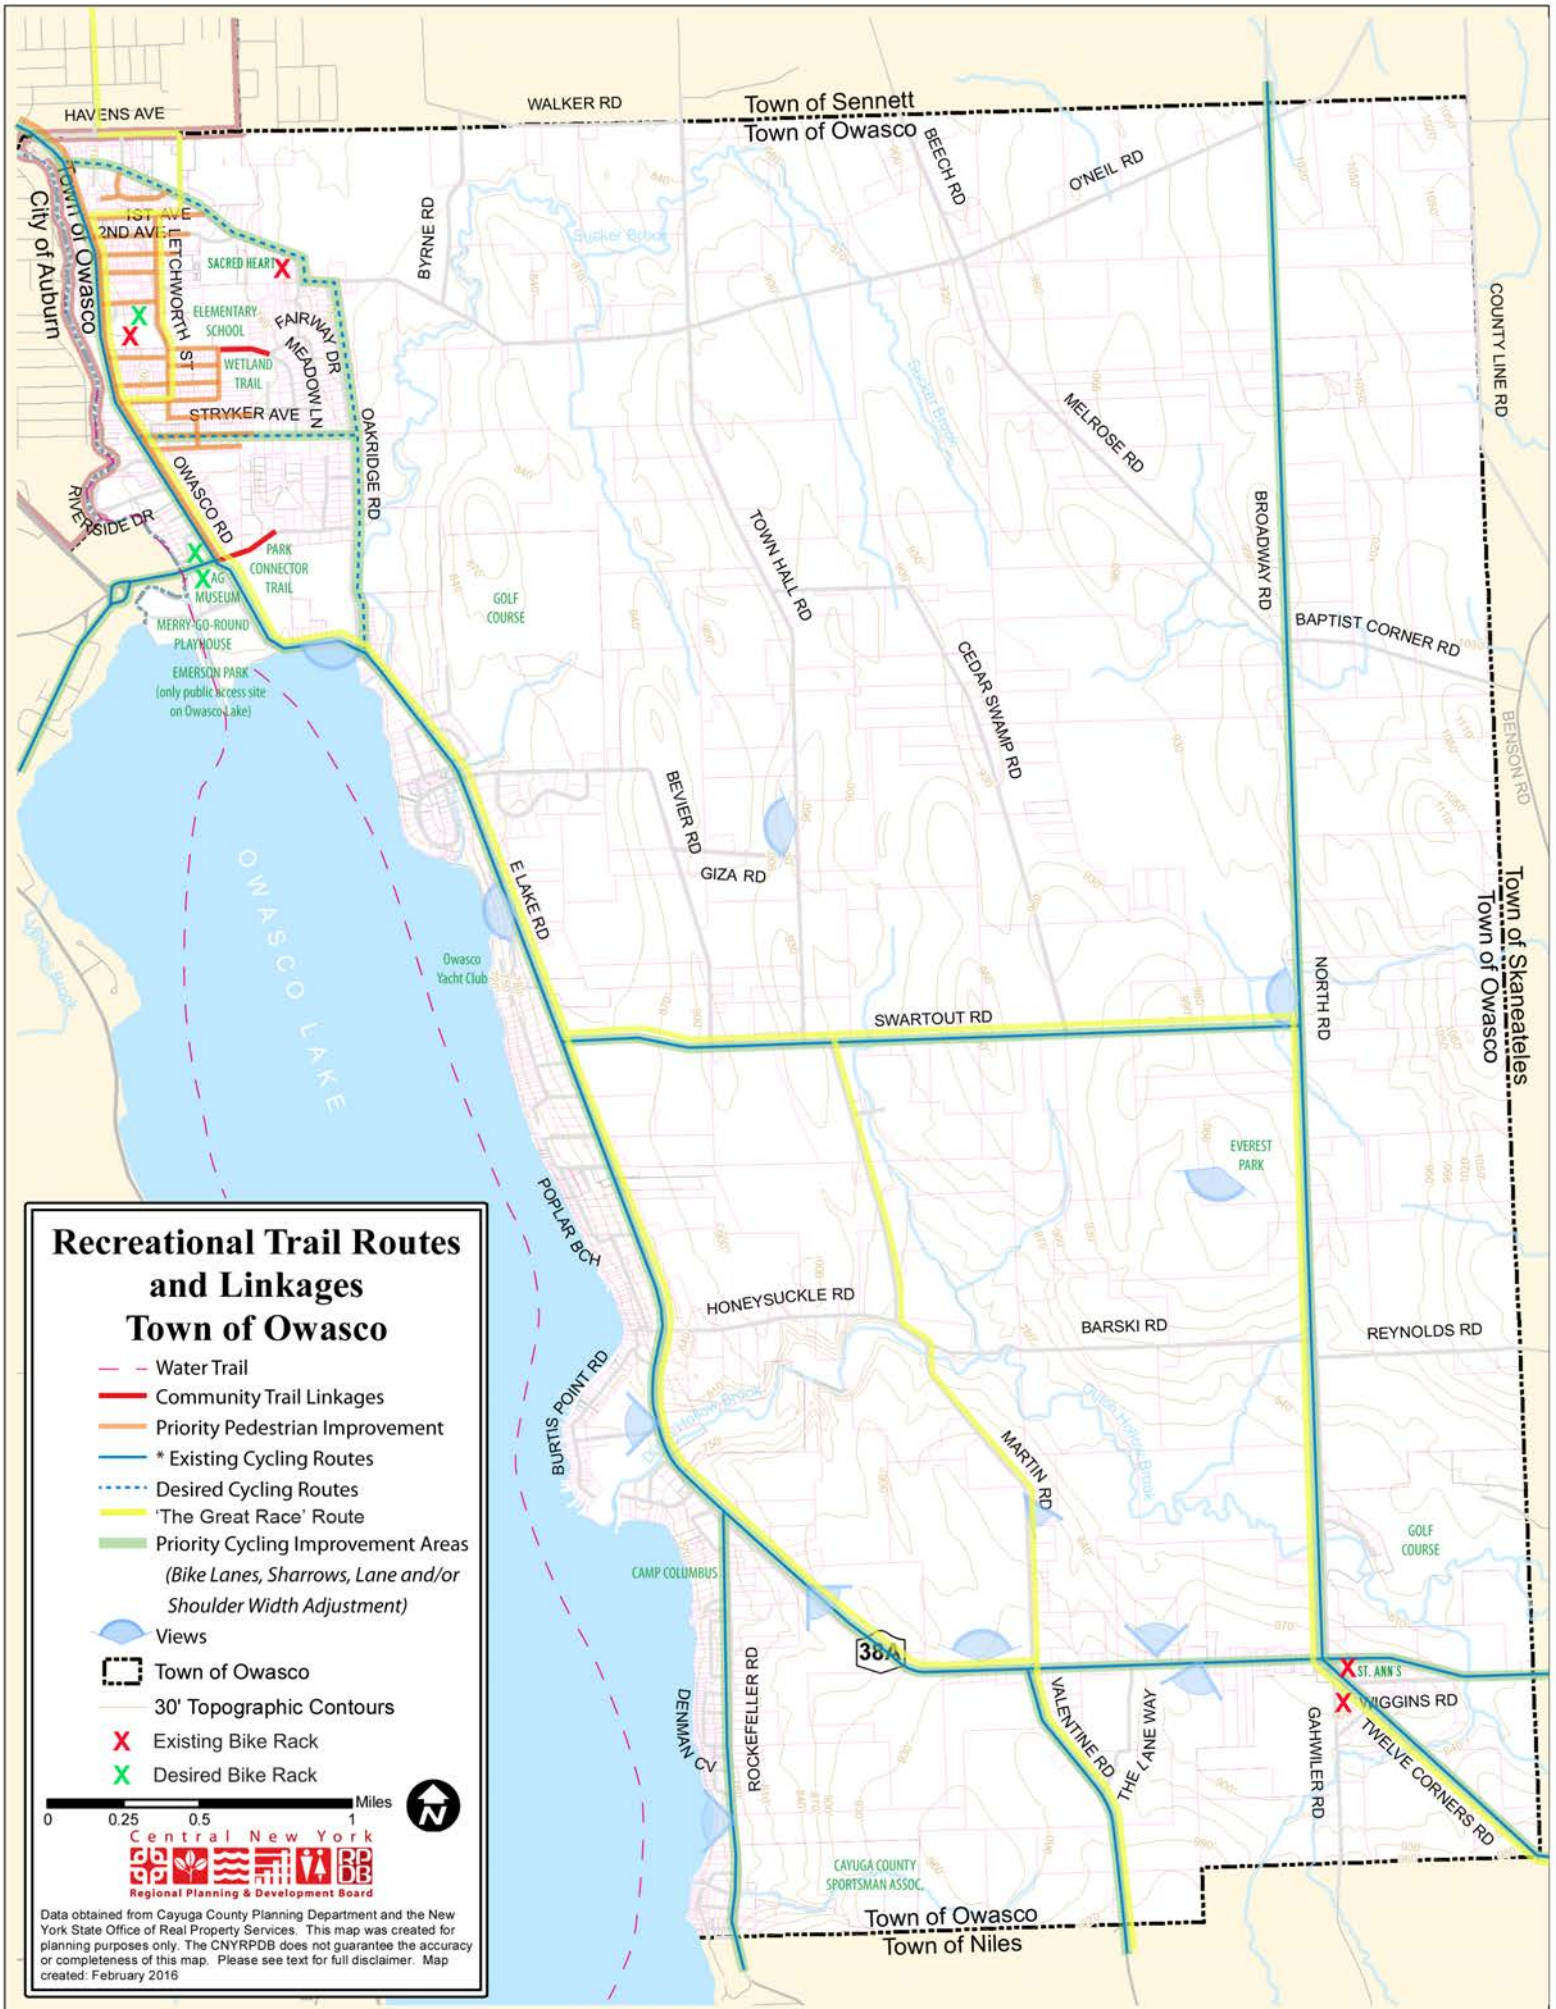 HAVENS AVE
WALKER RD
Town of Sennett
Town of Owasco
BEECH RD
O'NEIL RD
Town of Owasco
City of Auburn
1ST AVE
2ND AVE
LETCHWORTH ST
BYRNE RD
Sucker Brook
SACRED HEART
X
COUNTY LINE RD
X
X
ELEMENTARY
SCHOOL
FAIRWAY DR
MEADOW LN
WETLAND
TRAIL
STRYKER AVE
OAKRIDGE RD
Sucker Brook
MELROSE RD
OWASCO RD
RIVERSIDE DR
TOWN HALL RD
BROADWAY RD
X
X
AG
MUSEUM
PARK
CONNECTOR
TRAIL
GOLF
COURSE
MERRY-GO-ROUND
PLAYHOUSE
BAPTIST CORNER RD
EMERSON PARK
(only public access site
on Owasco Lake)
CEDAR SWAMP RD
BENSON RD
BEVIER RD
GIZA RD
OWASCO LAKE
E LAKE RD
Town of Skaneateles
Town of Owasco
Owasco
Yacht Club
NORTH RD
SWARTOUT RD
EVEREST
PARK
POPLAR BCH
HONEYSUCKLE RD
BARSKI RD
REYNOLDS RD
BURTIS POINT RD
MARTIN RD
GOLF
COURSE
CAMP COLUMBUS
38A
X
ST. ANN'S
X
WIGGINS RD
ROCKEFELLER RD
DENMAN CV
VALENTINE RD
THE LANE WAY
GAHWILER RD
TWELVE CORNERS RD
CAYUGA COUNTY
SPORTSMAN ASSOC.
Town of Owasco
Town of Niles
Recreational Trail Routes
and Linkages
Town of Owasco
Water Trail
Community Trail Linkages
Priority Pedestrian Improvement
* Existing Cycling Routes
Desired Cycling Routes
'The Great Race' Route
Priority Cycling Improvement Areas
(Bike Lanes, Sharrows, Lane and/or
Shoulder Width Adjustment)
Views
Town of Owasco
30' Topographic Contours
X Existing Bike Rack
X Desired Bike Rack
Miles
0 0.25 0.5 1
N
Central New York
RP
DB
Regional Planning & Development Board
Data obtained from Cayuga County Planning Department and the New
York State Office of Real Property Services. This map was created for
planning purposes only. The CNYRPDB does not guarantee the accuracy
or completeness of this map. Please see text for full disclaimer. Map
created: February 2016